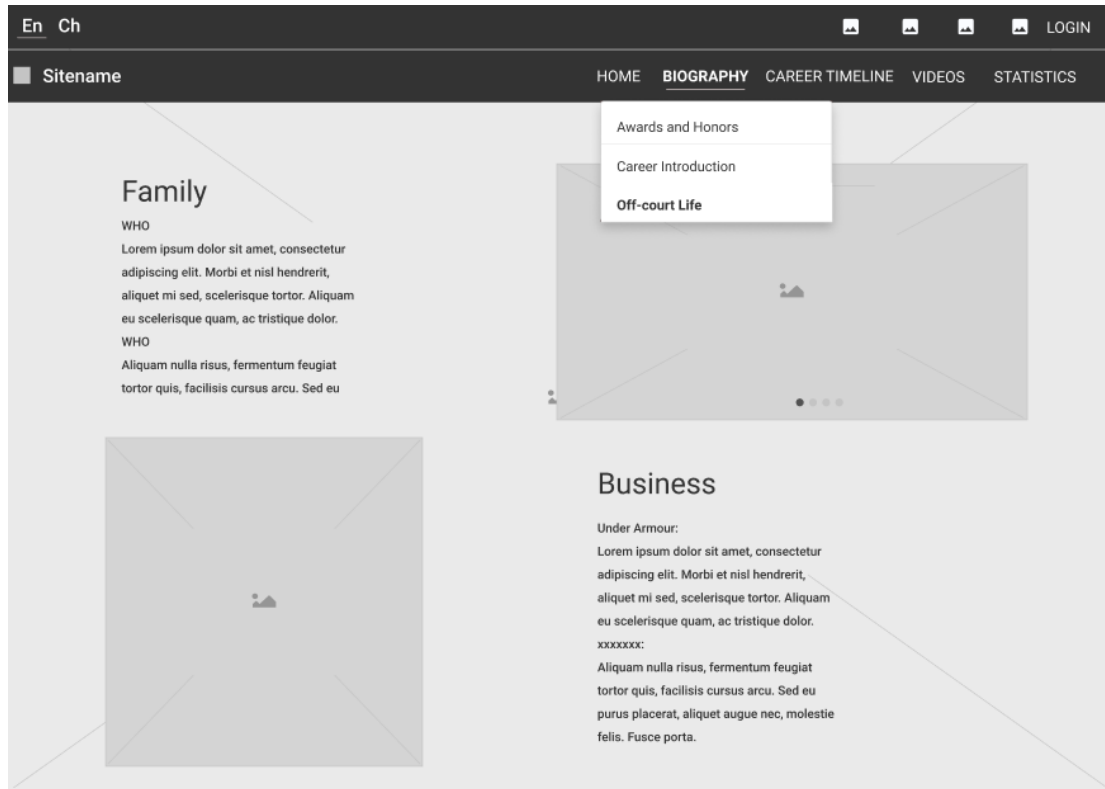 En Ch
LOGIN
Sitename
HOME BIOGRAPHY CAREER TIMELINE VIDEOS STATISTICS
Awards and Honors
Career Introduction
Off-court Life
Family
WHO
Lorem ipsum dolor sit amet, consectetur
adipiscing elit. Morbi et nisl hendrerit,
aliquet mi sed, scelerisque tortor. Aliquam
eu scelerisque quam, ac tristique dolor.
WHO
Aliquam nulla risus, fermentum feugiat
tortor quis, facilisis cursus arcu. Sed eu
Business
Under Armour:
Lorem ipsum dolor sit amet, consectetur
adipiscing elit. Morbi et nisl hendrerit,
aliquet mi sed, scelerisque tortor. Aliquam
eu scelerisque quam, ac tristique dolor.
xxxxxxx:
Aliquam nulla risus, fermentum feugiat
tortor quis, facilisis cursus arcu. Sed eu
purus placerat, aliquet augue nec, molestie
felis. Fusce porta.